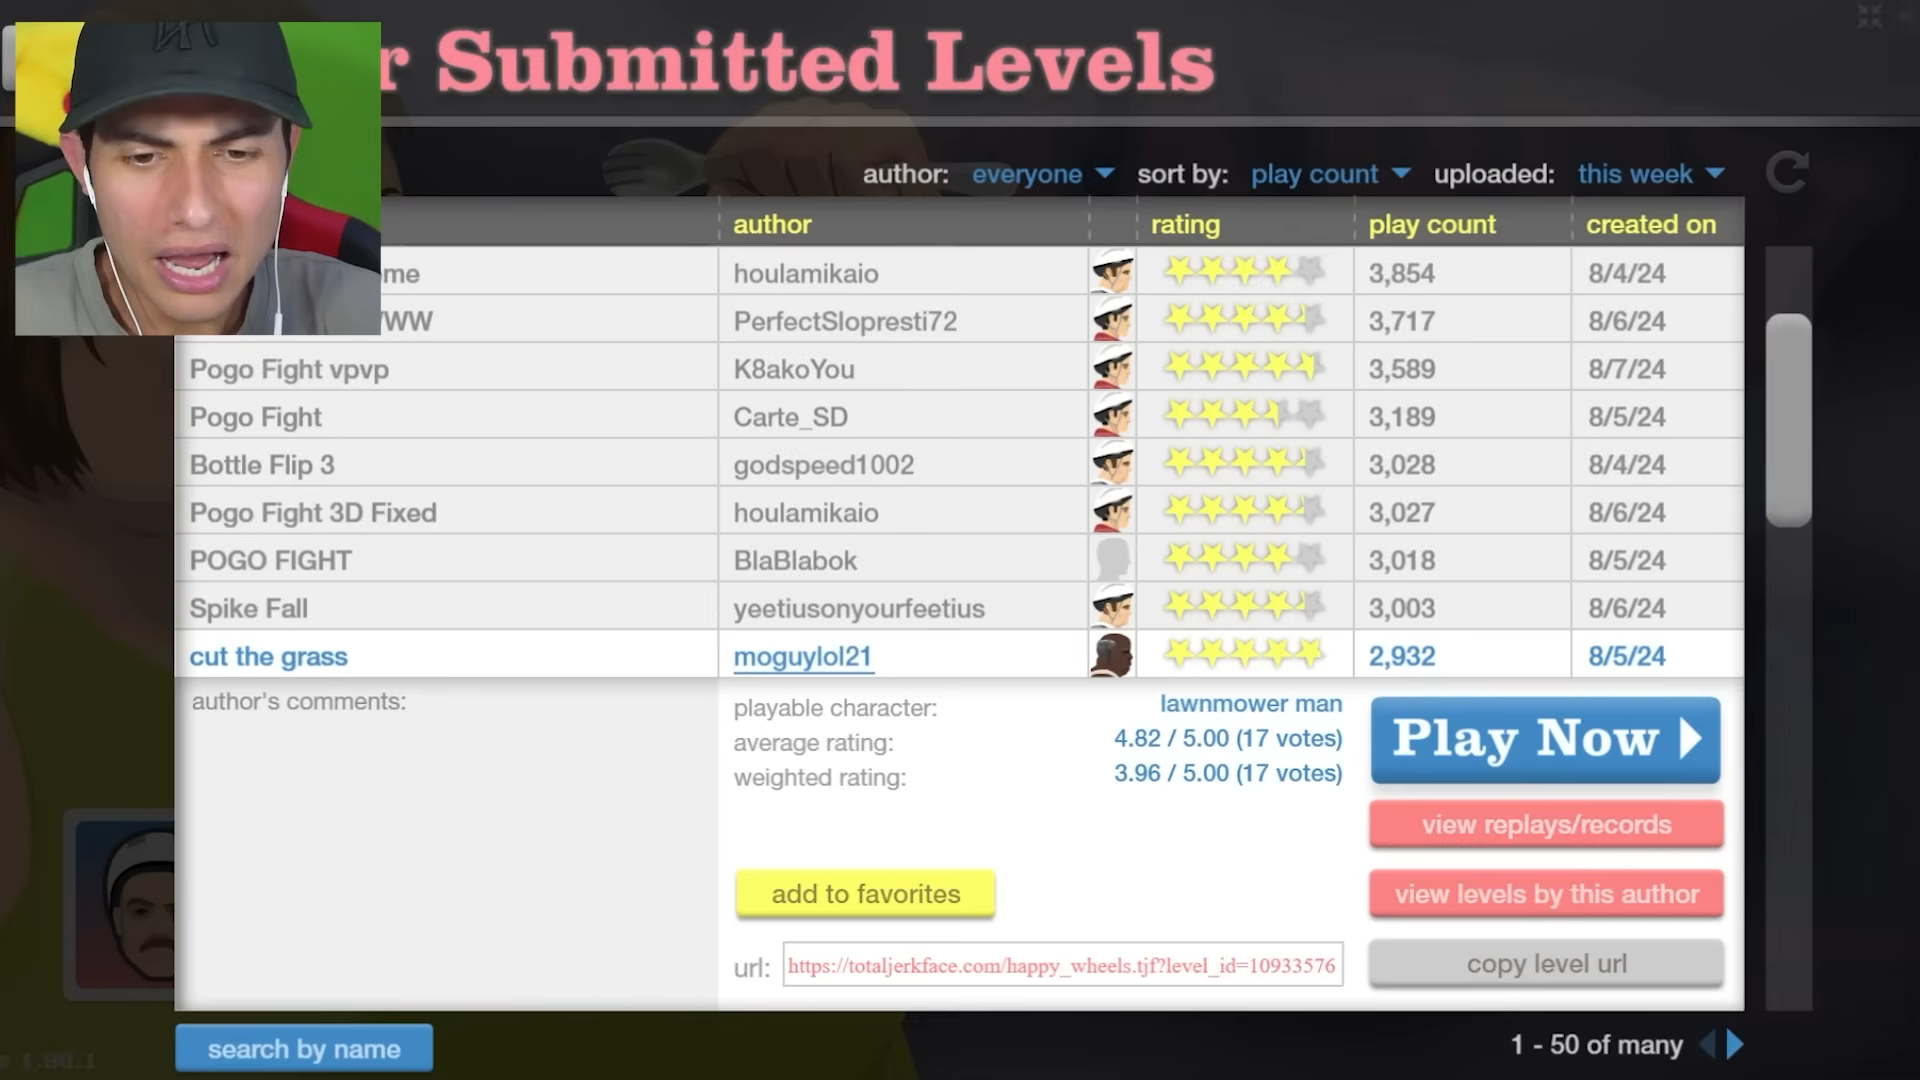 r Submitted Levels
author: everyone sort by: play count uploaded: this week
author rating play count created on
me houlamikaio 3,854 8/4/24
WW PerfectSlopresti72 3,717 8/6/24
Pogo Fight vpvp K8akoYou 3,589 8/7/24
Pogo Fight Carte_SD 3,189 8/5/24
Bottle Flip 3 godspeed1002 3,028 8/4/24
Pogo Fight 3D Fixed houlamikaio 3,027 8/6/24
POGO FIGHT BlaBlabok 3,018 8/5/24
Spike Fall yeetiusonyourfeetius 3,003 8/6/24
cut the grass moguylol21 2,932 8/5/24
author's comments:
playable character: lawnmower man
average rating: 4.82 / 5.00 (17 votes)
weighted rating: 3.96 / 5.00 (17 votes)
Play Now
view replays/records
add to favorites
view levels by this author
url: https://totaljerkface.com/happy_wheels.tjf?level_id=10933576
copy level url
search by name
1 - 50 of many